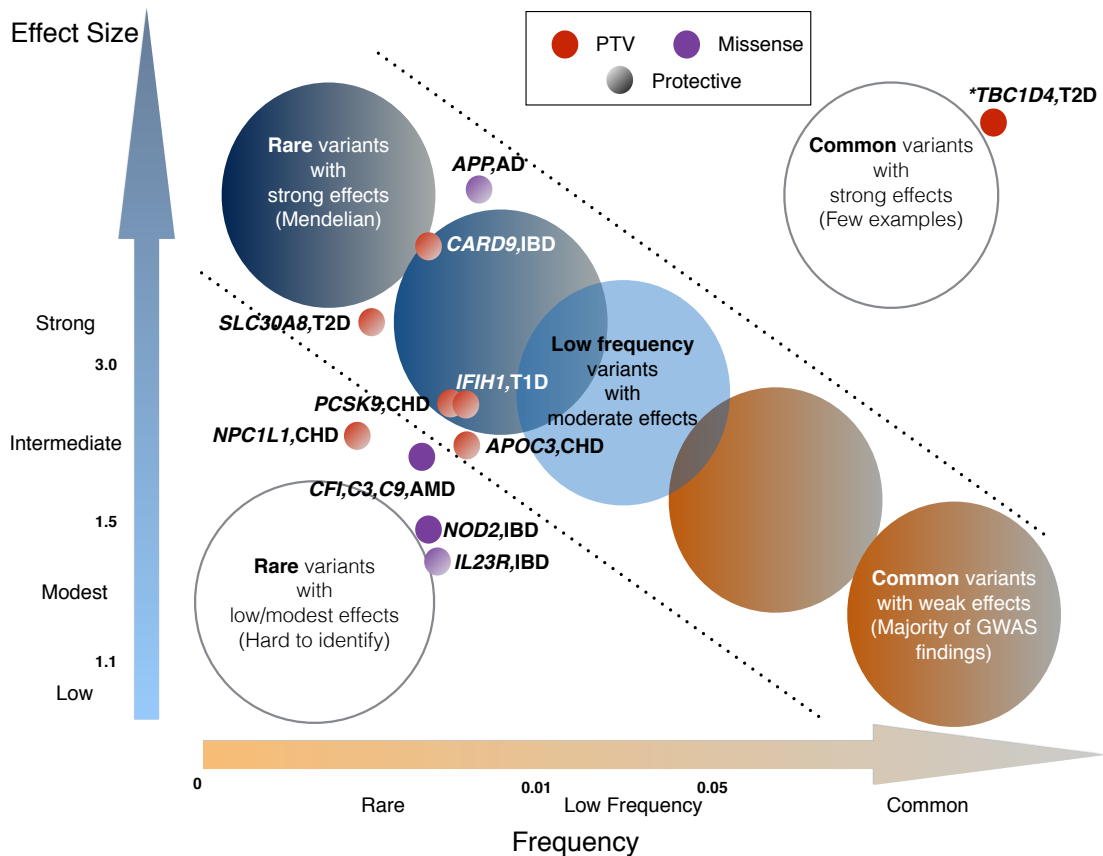 Effect Size
PTV
Missense
Protective
*TBC1D4,T2D
Rare variants
with
strong effects
(Mendelian)
APP,AD
Common variants
with
strong effects
(Few examples)
CARD9,IBD
SLC30A8,T2D
Strong
3.0
Low frequency
variants
with
moderate effects
IFIH1,T1D
PCSK9,CHD
NPC1L1,CHD
APOC3,CHD
Intermediate
CFI,C3,C9,AMD
1.5
NOD2,IBD
IL23R,IBD
Rare variants
with
low/modest effects
(Hard to identify)
Modest
Common variants
with weak effects
(Majority of GWAS
findings)
1.1
Low
0
0.01
0.05
Rare
Low Frequency
Common
Frequency